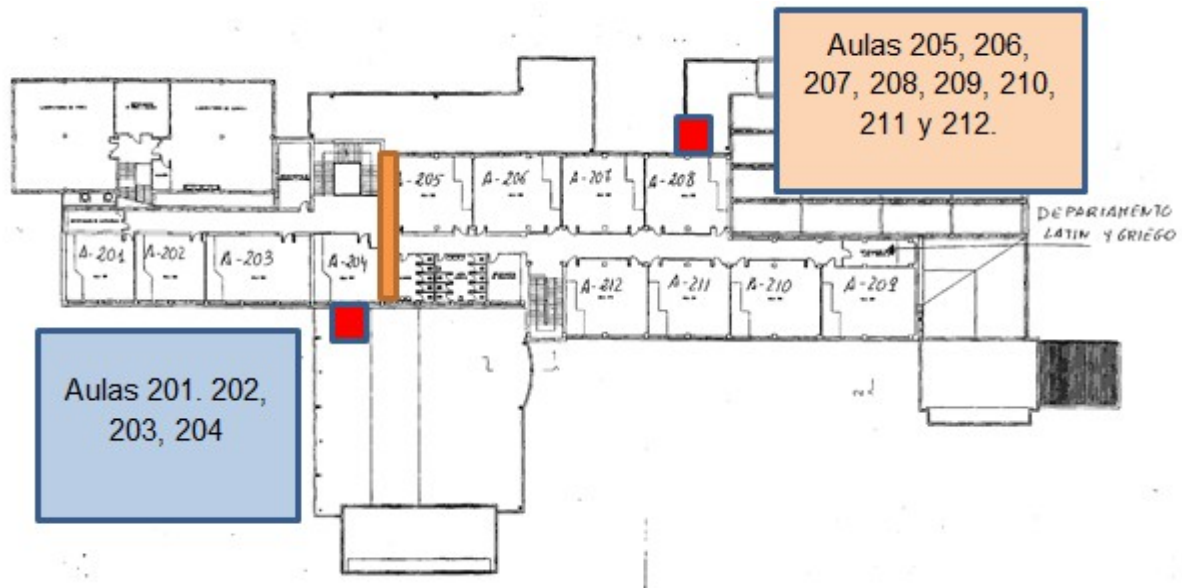 Aulas 205, 206,
207, 208, 209, 210,
211 y 212.
A-205
A-206
A-207
A-208
DEPARTAMENTO
LATIN Y GRIEGO
A-201
A-202
A-203
A-204
A-212
A-211
A-210
A-209
Aulas 201. 202,
203, 204